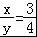 x/y = 3/4